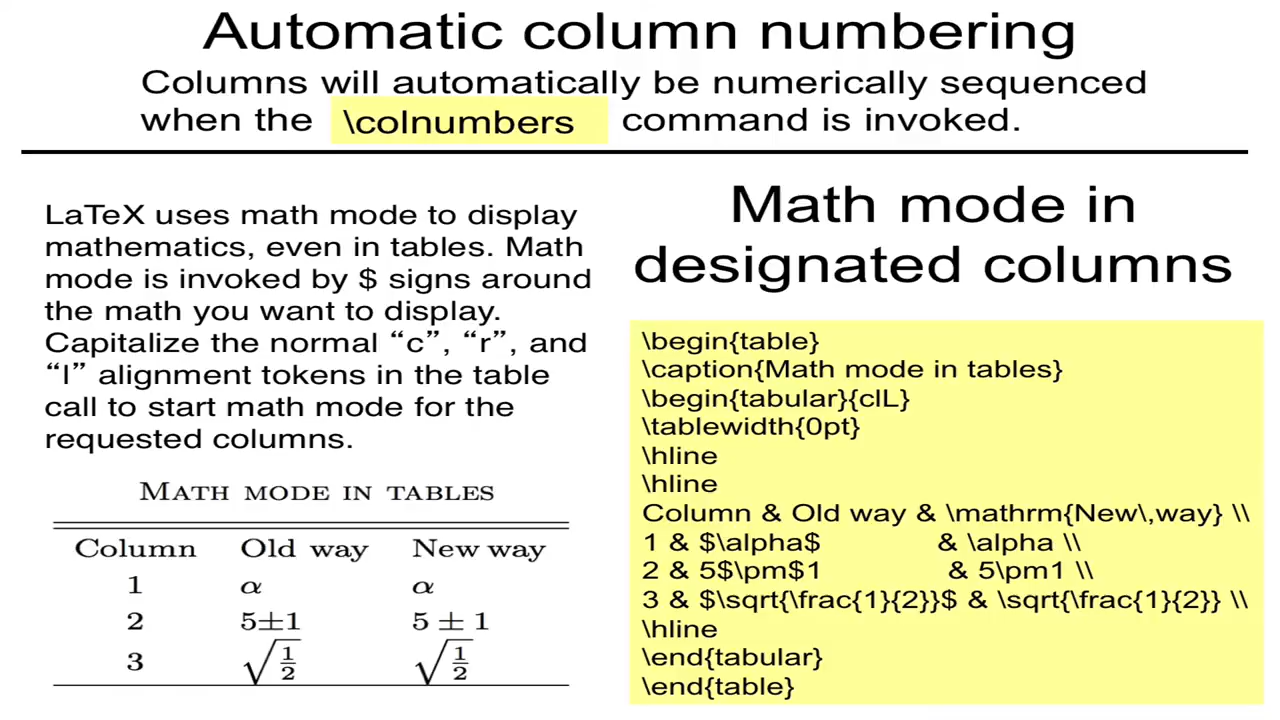 Automatic column numbering
Columns will automatically be numerically sequenced
when the \colnumbers command is invoked.
LaTeX uses math mode to display
mathematics, even in tables. Math
mode is invoked by $ signs around
the math you want to display.
Capitalize the normal “c”, “r”, and
“l” alignment tokens in the table
call to start math mode for the
requested columns.
MATH MODE IN TABLES
Column Old way New way
1 α α
2 5±1 5 ± 1
3 √(1/2) √(1/2)
Math mode in
designated columns
\begin{table}
\caption{Math mode in tables}
\begin{tabular}{clL}
\tablewidth{0pt}
\hline
\hline
Column & Old way & \mathrm{New\,way} \\
1 & $\alpha$ & \alpha \\
2 & 5$\pm$1 & 5\pm1 \\
3 & $\sqrt{\frac{1}{2}}$ & \sqrt{\frac{1}{2}} \\
\hline
\end{tabular}
\end{table}